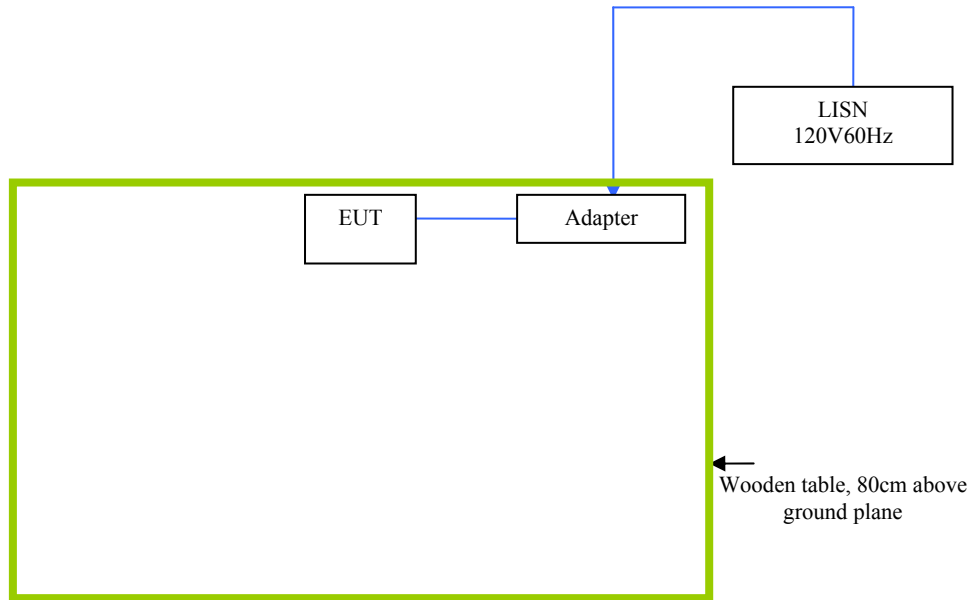 LISN
120V60Hz
EUT
Adapter
Wooden table, 80cm above
ground plane